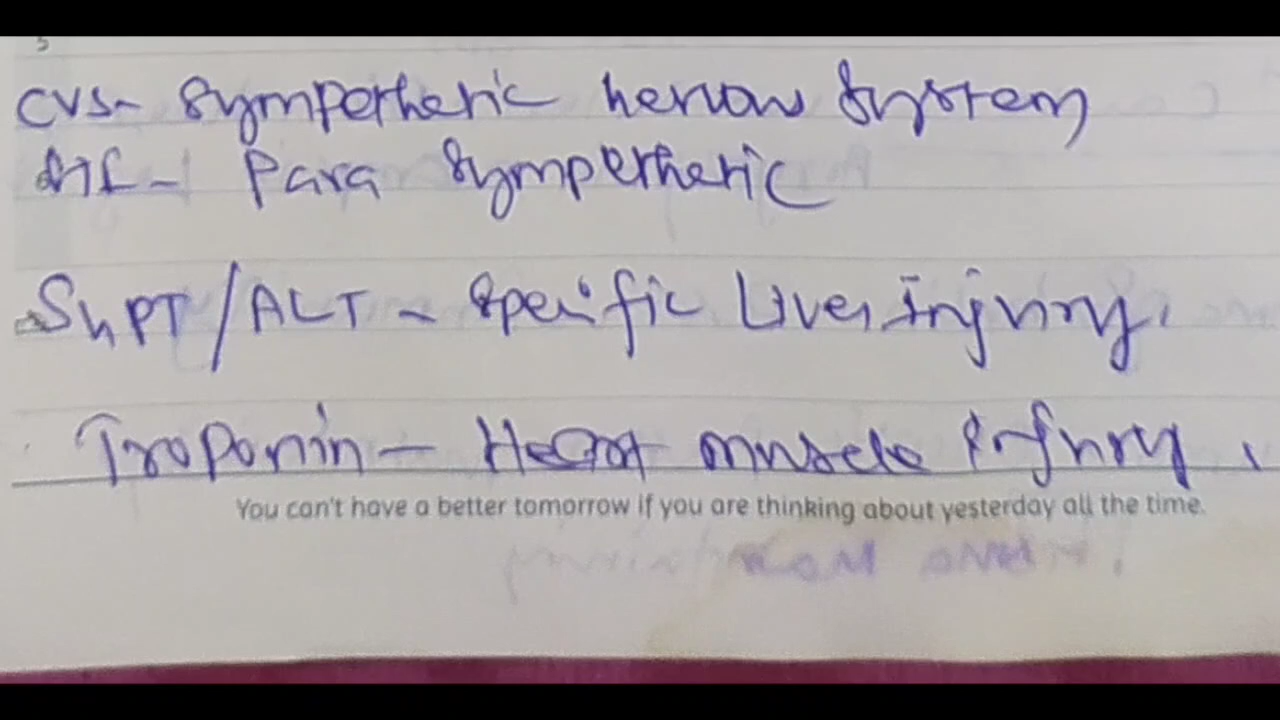 CVS- Sympethetic nervous System
GIT - Para Sympethetic
SGPT/ALT - Specific Liver Injury.
Troponin - Heart muscle Injury.
You can't have a better tomorrow if you are thinking about yesterday all the time.